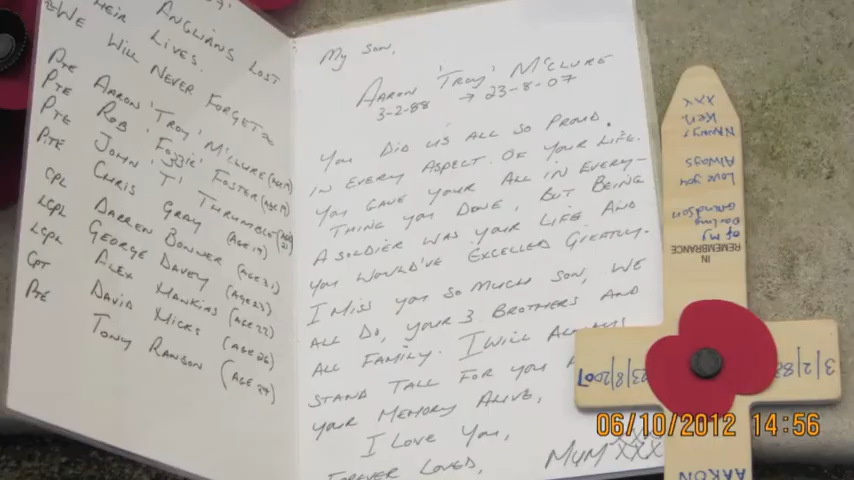 ANGLIANS LOST
THEIR LIVES.
WE WILL NEVER FORGET
PTE AARON 'TROY' M'CLURE (AGE 19)
PTE ROB 'FOZZIE' FOSTER (AGE 19)
PTE JOHN 'T' THRUMBLE (AGE 21)
PTE CHRIS GRAY (AGE 19)
CPL DARREN BONNER (AGE 31)
LCPL GEORGE DAVEY (AGE 23)
LCPL ALEX HAWKINS (AGE 22)
CPT DAVID HICKS (AGE 26)
PTE TONY RAWSON (AGE 27)
MY SON,
AARON 'TROY' M'CLURE
3-2-88 → 23-8-07
YOU DID US ALL SO PROUD.
IN EVERY ASPECT OF YOUR LIFE.
YOU GAVE YOUR ALL IN EVERY-
THING YOU DONE, BUT BEING
A SOLDIER WAS YOUR LIFE AND
YOU WOULD'VE EXCELLED GREATLY.
I MISS YOU SO MUCH SON, WE
ALL DO, YOUR 3 BROTHERS AND
ALL FAMILY. I WILL ALWAYS
STAND TALL FOR YOU
YOUR MEMORY ALIVE,
I LOVE YOU,
FOREVER LOVED,
MUM XXX
XXX
IN
REMEMBRANCE
of my
Darling
Grandson
Love you
Always
Nanny,
Ken,
xxx
3/2/88
23/8/2007
AARON
06/10/2012 14:56